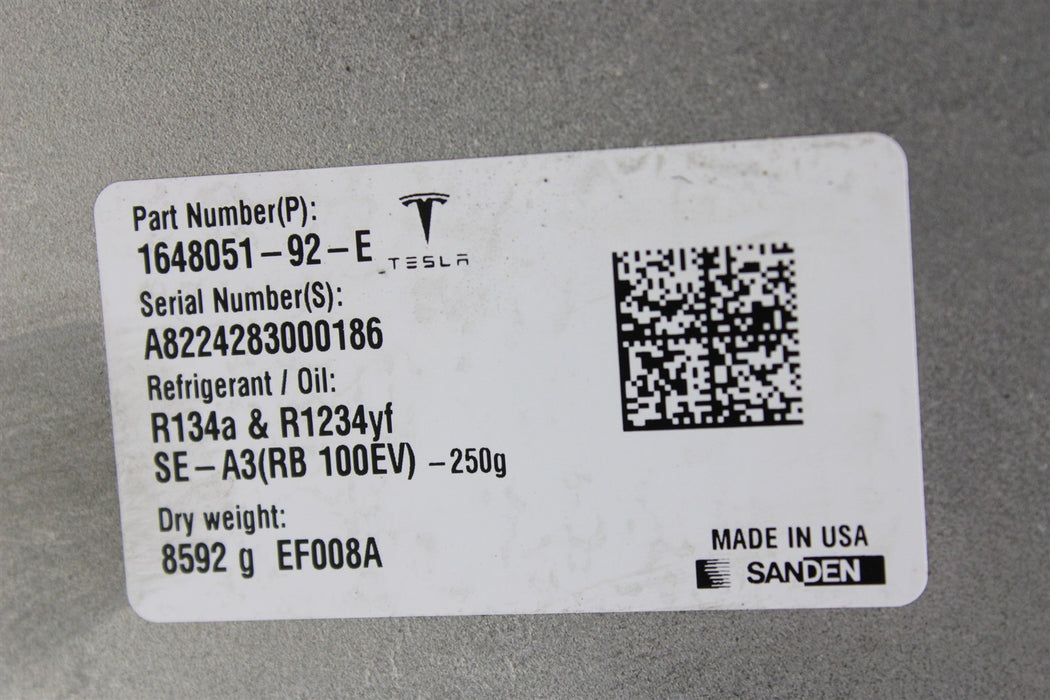 Part Number(P):
1648051-92-E
TESLA
Serial Number(S):
A8224283000186
Refrigerant / Oil:
R134a & R1234yf
SE-A3(RB 100EV) -250g
Dry weight:
8592 g EF008A
MADE IN USA
SANDEN